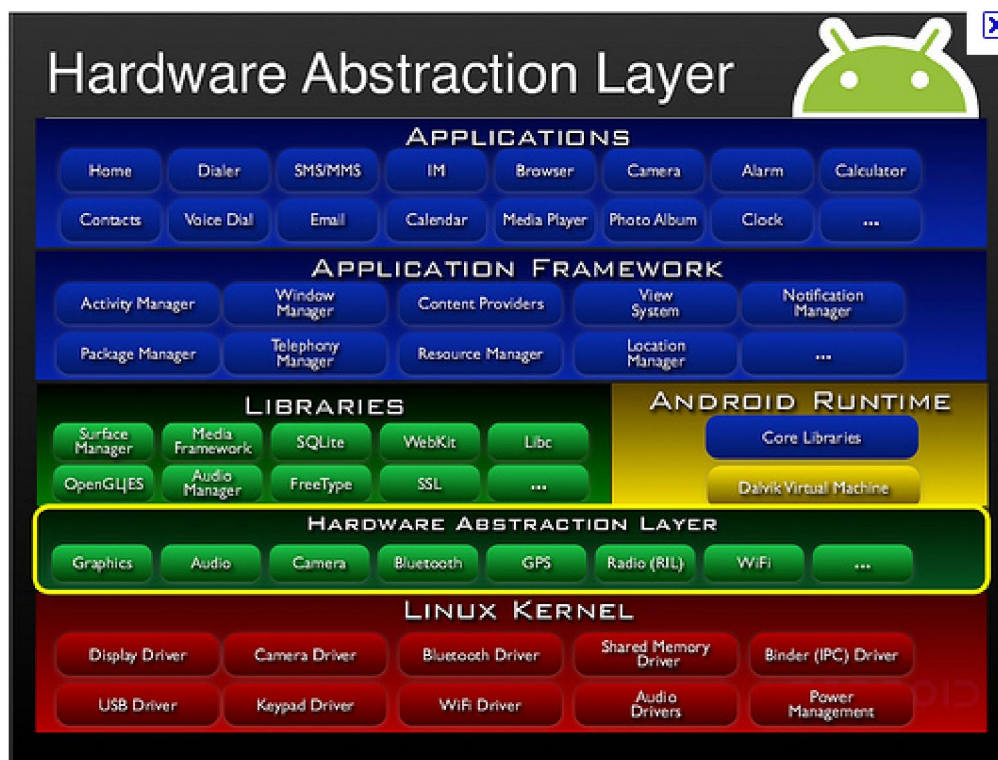 Hardware Abstraction Layer
APPLICATIONS
Home Dialer SMS/MMS IM Browser Camera Alarm Calculator
Contacts Voice Dial Email Calendar Media Player Photo Album Clock ...
APPLICATION FRAMEWORK
Activity Manager Window Manager Content Providers View System Notification Manager
Package Manager Telephony Manager Resource Manager Location Manager ...
LIBRARIES
Surface Manager Media Framework SQLite WebKit Libc
OpenGL|ES Audio Manager FreeType SSL ...
ANDROID RUNTIME
Core Libraries
Dalvik Virtual Machine
HARDWARE ABSTRACTION LAYER
Graphics Audio Camera Bluetooth GPS Radio (RIL) WiFi ...
LINUX KERNEL
Display Driver Camera Driver Bluetooth Driver Shared Memory Driver Binder (IPC) Driver
USB Driver Keypad Driver WiFi Driver Audio Drivers Power Management